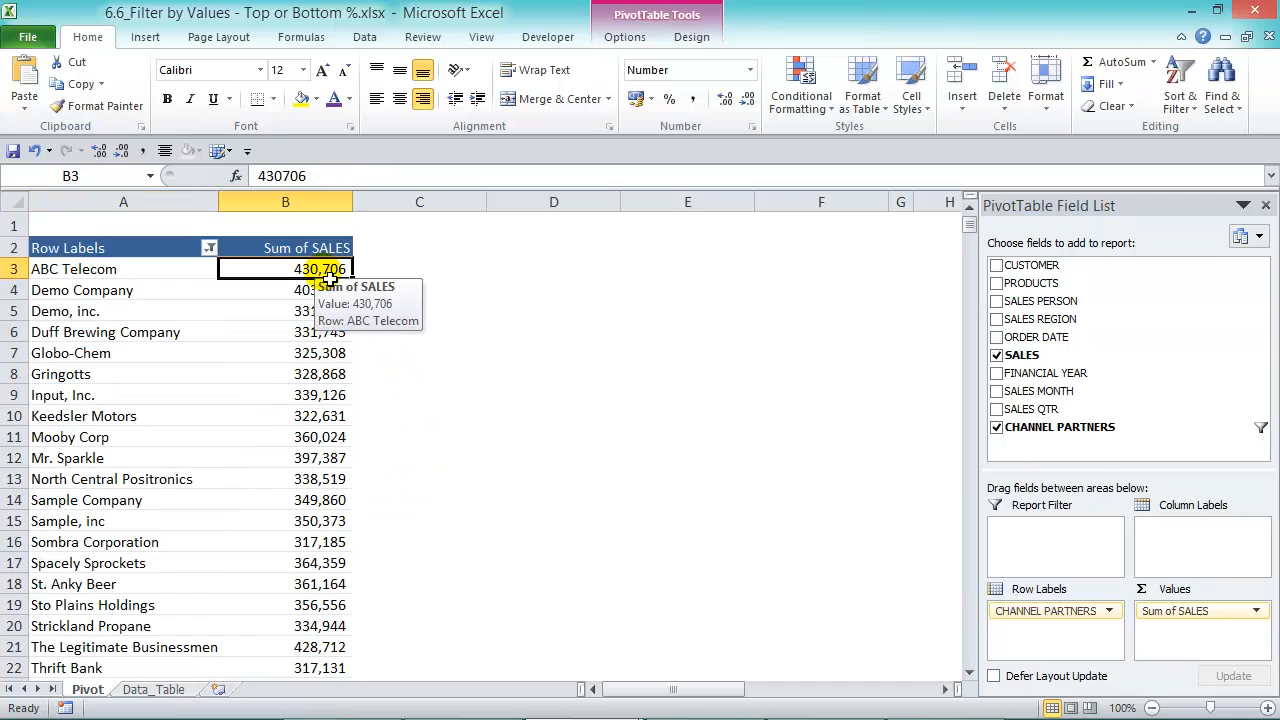 6.6_Filter by Values - Top or Bottom %.xlsx - Microsoft Excel
PivotTable Tools
File Home Insert Page Layout Formulas Data Review View Developer Options Design
Paste
Cut
Copy
Format Painter
Clipboard
Calibri 12
B I U A
Font
Wrap Text
Merge & Center
Alignment
Number
% ,
Number
Conditional Formatting
Format as Table
Cell Styles
Styles
Insert Delete Format
Cells
Σ AutoSum
Fill
Clear
Sort & Filter
Find & Select
Editing
B3 fx 430706
A B C D E F G H
1
2 Row Labels Sum of SALES
3 ABC Telecom 430,706
4 Demo Company 403
5 Demo, inc. 331
6 Duff Brewing Company 331,745
7 Globo-Chem 325,308
8 Gringotts 328,868
9 Input, Inc. 339,126
10 Keedsler Motors 322,631
11 Mooby Corp 360,024
12 Mr. Sparkle 397,387
13 North Central Positronics 338,519
14 Sample Company 349,860
15 Sample, inc 350,373
16 Sombra Corporation 317,185
17 Spacely Sprockets 364,359
18 St. Anky Beer 361,164
19 Sto Plains Holdings 356,556
20 Strickland Propane 334,944
21 The Legitimate Businessmen 428,712
22 Thrift Bank 317,131
Sum of SALES
Value: 430,706
Row: ABC Telecom
PivotTable Field List
Choose fields to add to report:
CUSTOMER
PRODUCTS
SALES PERSON
SALES REGION
ORDER DATE
SALES
FINANCIAL YEAR
SALES MONTH
SALES QTR
CHANNEL PARTNERS
Drag fields between areas below:
Report Filter Column Labels
Row Labels Σ Values
CHANNEL PARTNERS Sum of SALES
Defer Layout Update Update
Pivot Data_Table
Ready 100%